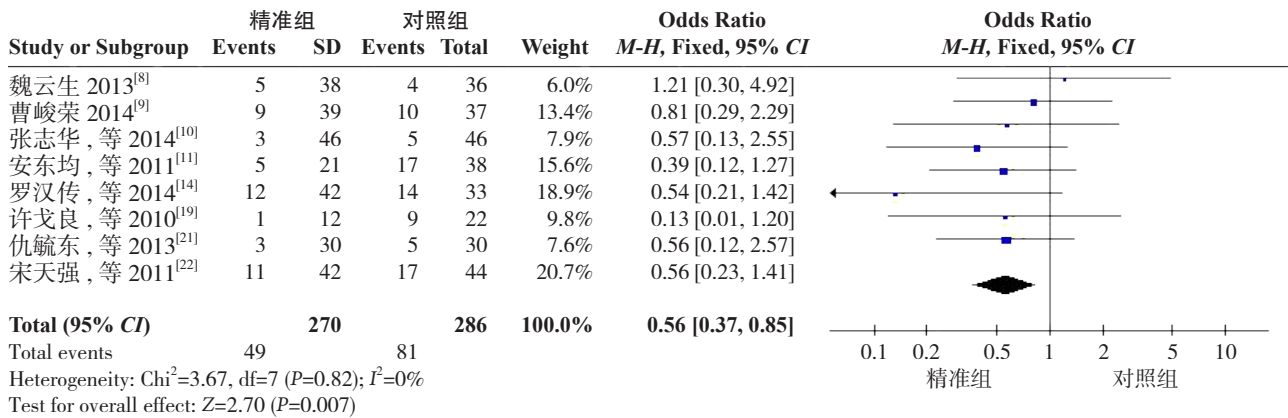 精准组 对照组 Odds Ratio Odds Ratio
Study or Subgroup Events SD Events Total Weight M-H, Fixed, 95% CI M-H, Fixed, 95% CI
魏云生 2013[8] 5 38 4 36 6.0% 1.21 [0.30, 4.92]
曹峻荣 2014[9] 9 39 10 37 13.4% 0.81 [0.29, 2.29]
张志华 , 等 2014[10] 3 46 5 46 7.9% 0.57 [0.13, 2.55]
安东均 , 等 2011[11] 5 21 17 38 15.6% 0.39 [0.12, 1.27]
罗汉传 , 等 2014[14] 12 42 14 33 18.9% 0.54 [0.21, 1.42]
许戈良 , 等 2010[19] 1 12 9 22 9.8% 0.13 [0.01, 1.20]
仇毓东 , 等 2013[21] 3 30 5 30 7.6% 0.56 [0.12, 2.57]
宋天强 , 等 2011[22] 11 42 17 44 20.7% 0.56 [0.23, 1.41]
Total (95% CI) 270 286 100.0% 0.56 [0.37, 0.85]
Total events 49 81
Heterogeneity: Chi²=3.67, df=7 (P=0.82); I²=0%
Test for overall effect: Z=2.70 (P=0.007)
0.1 0.2 0.5 1 2 5 10
精准组 对照组